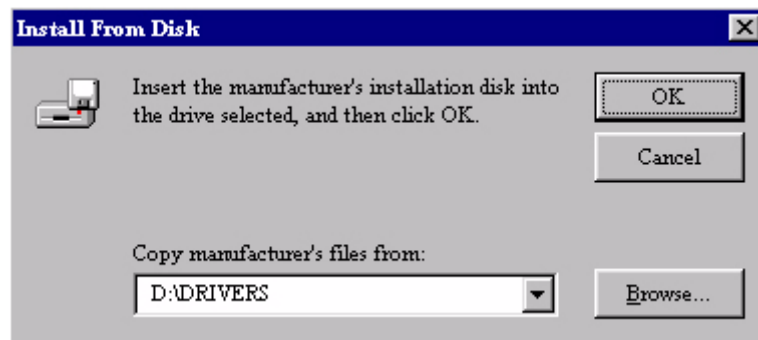 Install From Disk
Insert the manufacturer's installation disk into
the drive selected, and then click OK.
OK
Cancel
Copy manufacturer's files from:
D:\DRIVERS
Browse...